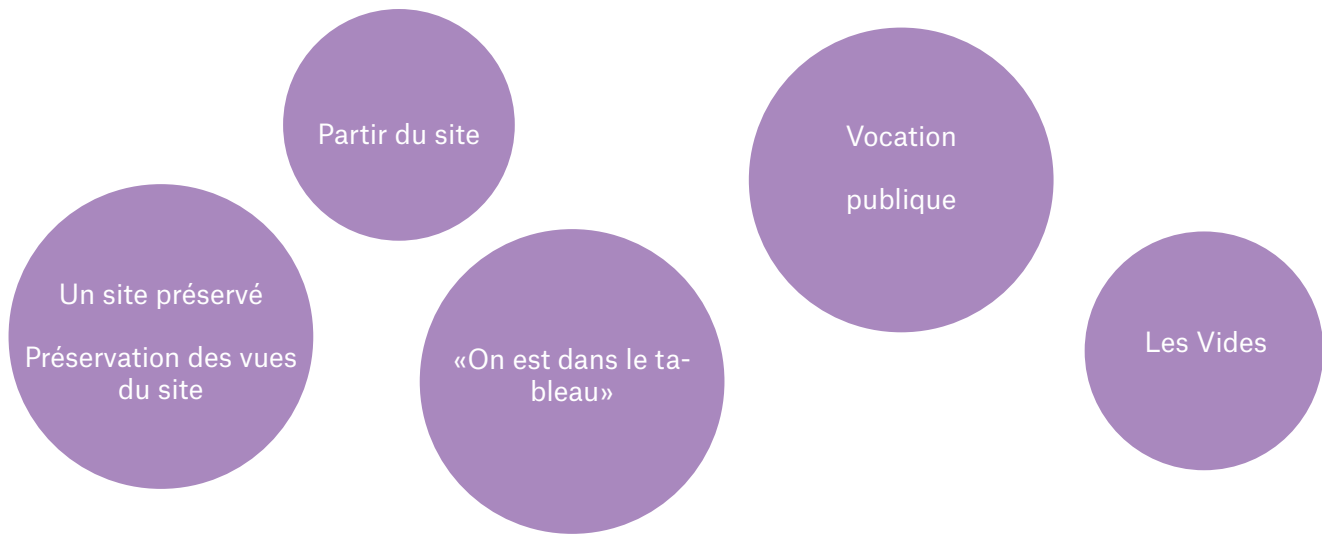 Partir du site
Un site préservé
Préservation des vues
du site
«On est dans le ta-
bleau»
Vocation
publique
Les Vides